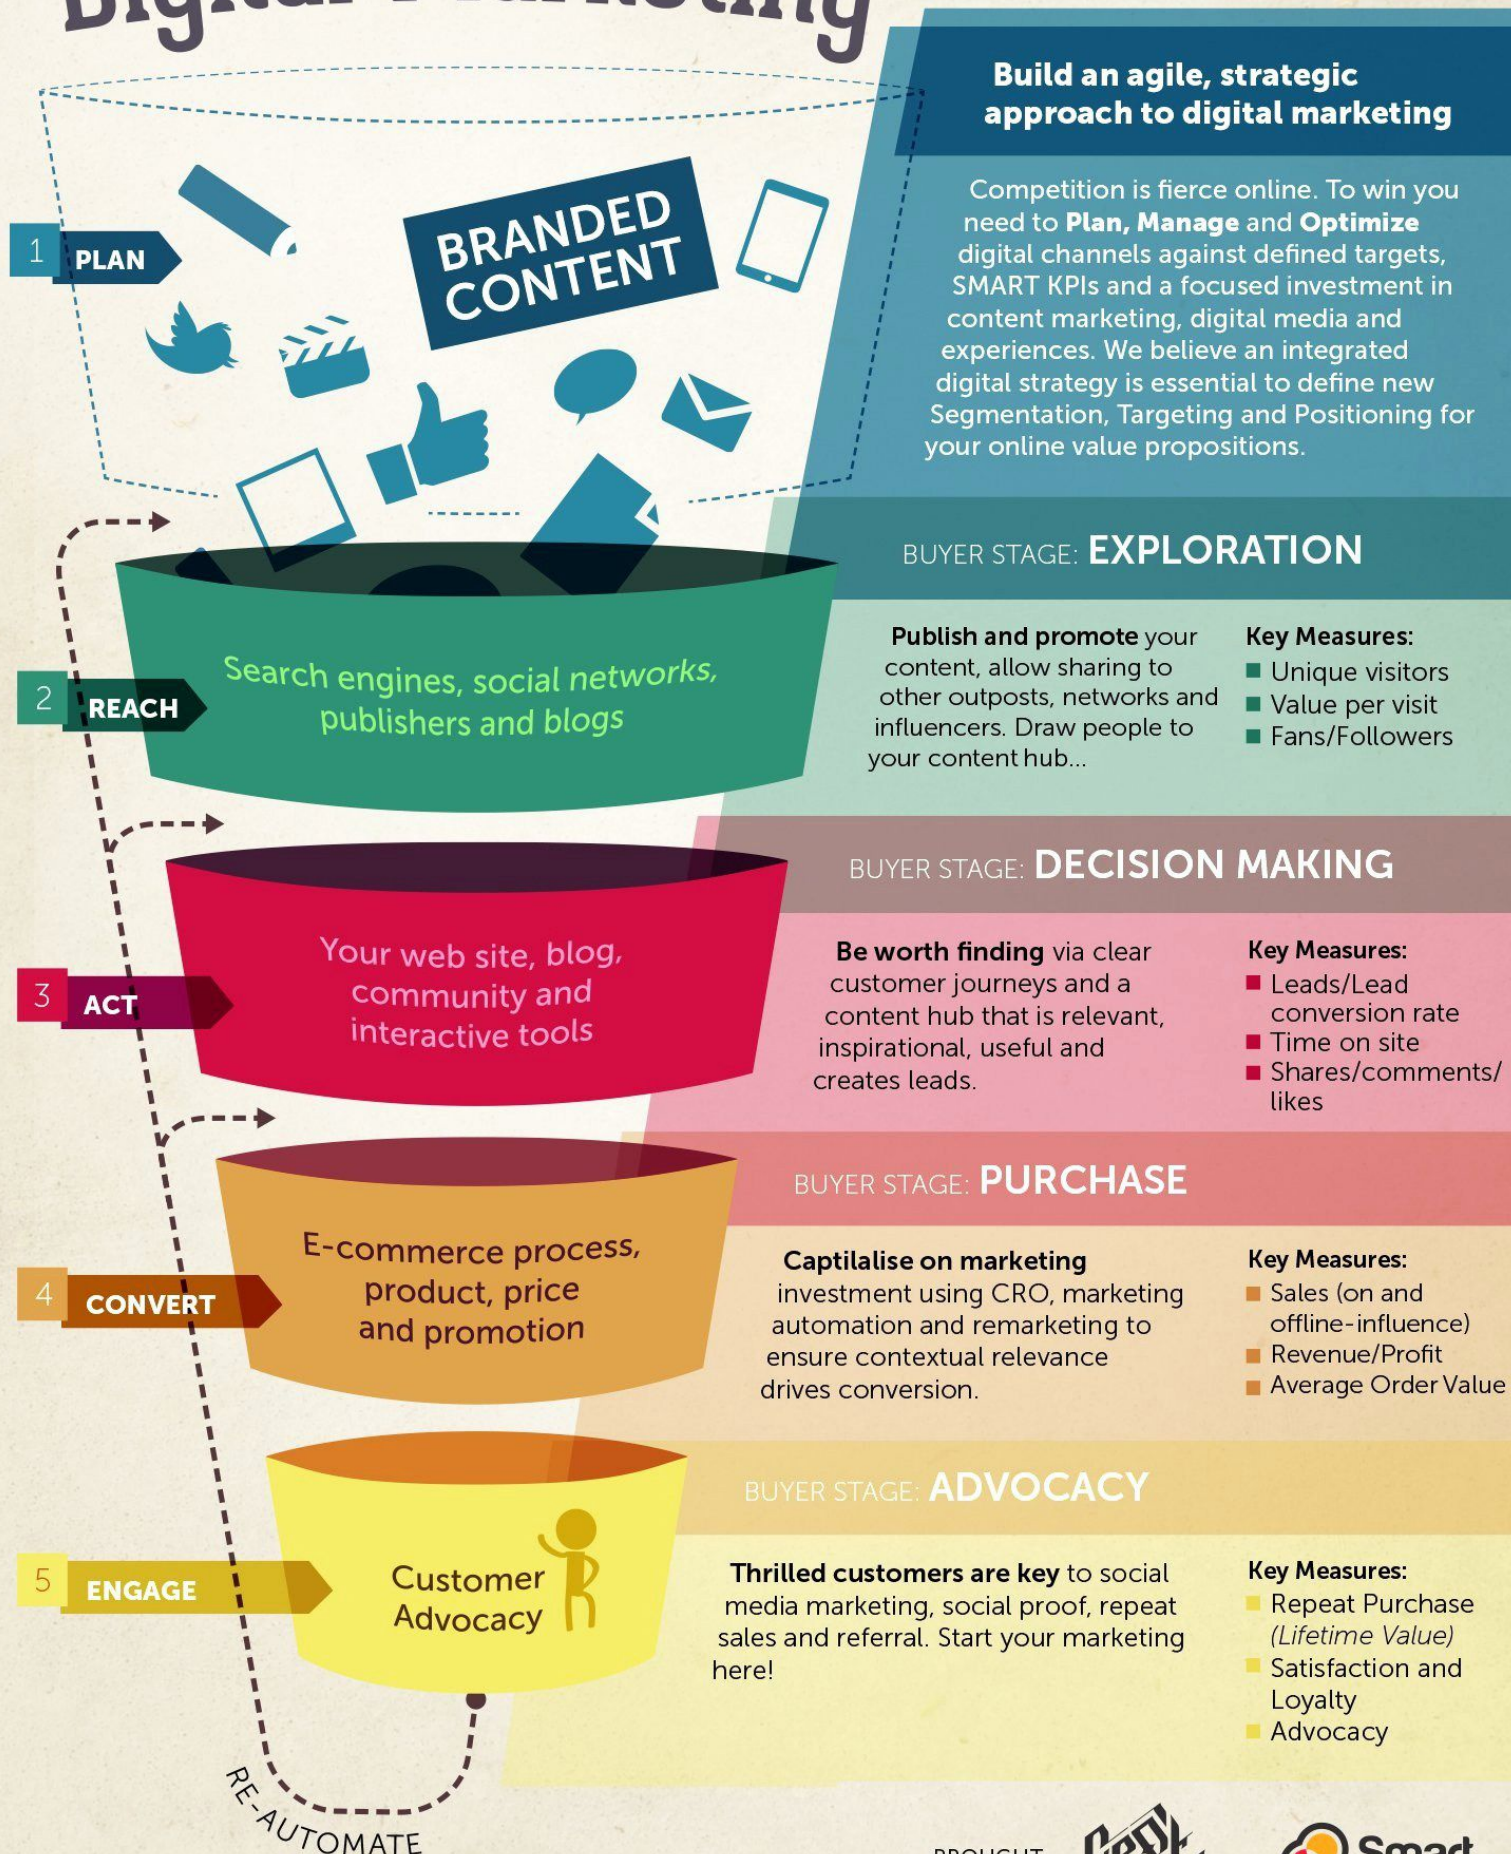 Digital Marketing
Build an agile, strategic
approach to digital marketing
Competition is fierce online. To win you
need to Plan, Manage and Optimize
digital channels against defined targets,
SMART KPIs and a focused investment in
content marketing, digital media and
experiences. We believe an integrated
digital strategy is essential to define new
Segmentation, Targeting and Positioning for
your online value propositions.
1 PLAN
BRANDED
CONTENT
BUYER STAGE: EXPLORATION
2 REACH
Search engines, social networks,
publishers and blogs
Publish and promote your
content, allow sharing to
other outposts, networks and
influencers. Draw people to
your content hub...
Key Measures:
Unique visitors
Value per visit
Fans/Followers
BUYER STAGE: DECISION MAKING
3 ACT
Your web site, blog,
community and
interactive tools
Be worth finding via clear
customer journeys and a
content hub that is relevant,
inspirational, useful and
creates leads.
Key Measures:
Leads/Lead
conversion rate
Time on site
Shares/comments/
likes
BUYER STAGE: PURCHASE
4 CONVERT
E-commerce process,
product, price
and promotion
Captilalise on marketing
investment using CRO, marketing
automation and remarketing to
ensure contextual relevance
drives conversion.
Key Measures:
Sales (on and
offline-influence)
Revenue/Profit
Average Order Value
BUYER STAGE: ADVOCACY
5 ENGAGE
Customer
Advocacy
Thrilled customers are key to social
media marketing, social proof, repeat
sales and referral. Start your marketing
here!
Key Measures:
Repeat Purchase
(Lifetime Value)
Satisfaction and
Loyalty
Advocacy
RE-AUTOMATE
BROUGHT
Smart